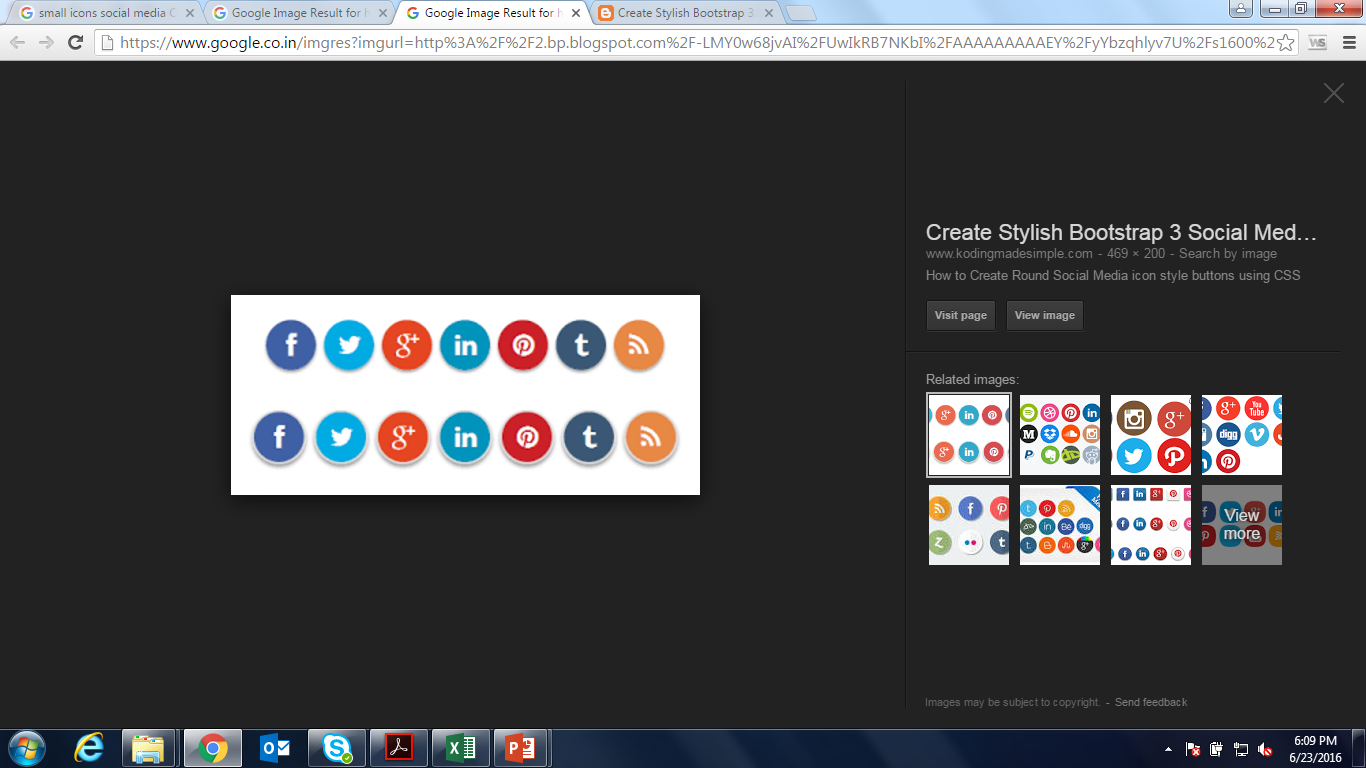 small icons social media G
Google Image Result for h
Google Image Result for h
Create Stylish Bootstrap 3
https://www.google.co.in/imgres?imgurl=http%3A%2F%2F2.bp.blogspot.com%2F-LMY0w68jvAI%2FUwIkRB7NKbI%2FAAAAAAAAAEY%2FyYbzqhlyv7U%2Fs1600%2
Create Stylish Bootstrap 3 Social Med…
www.kodingmadesimple.com - 469 × 200 - Search by image
How to Create Round Social Media icon style buttons using CSS
Visit page
View image
Related images:
You Tube
digg
digg
View more
Images may be subject to copyright. - Send feedback
6:09 PM
6/23/2016